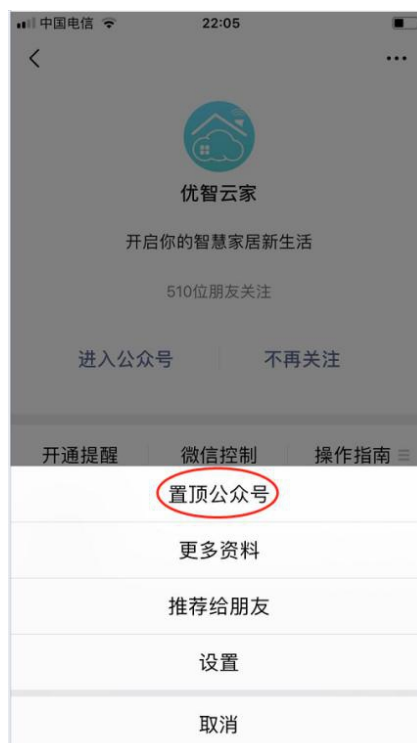 中国电信 22:05
优智云家
开启你的智慧家居新生活
510位朋友关注
进入公众号 不再关注
开通提醒 微信控制 操作指南
置顶公众号
更多资料
推荐给朋友
设置
取消